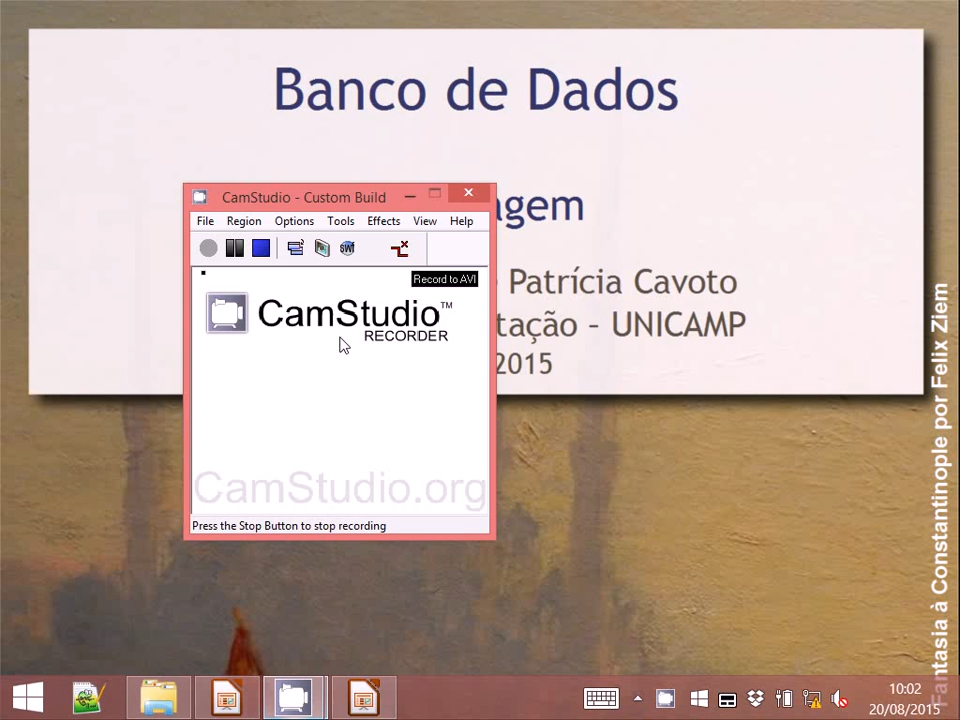 Banco de Dados
agem
Patrícia Cavoto
tação – UNICAMP
2015
CamStudio - Custom Build
File Region Options Tools Effects View Help
SWf
Record to AVI
CamStudio™
RECORDER
CamStudio.org
Press the Stop Button to stop recording
Fantasia à Constantinople por Felix Ziem
10:02
20/08/2015